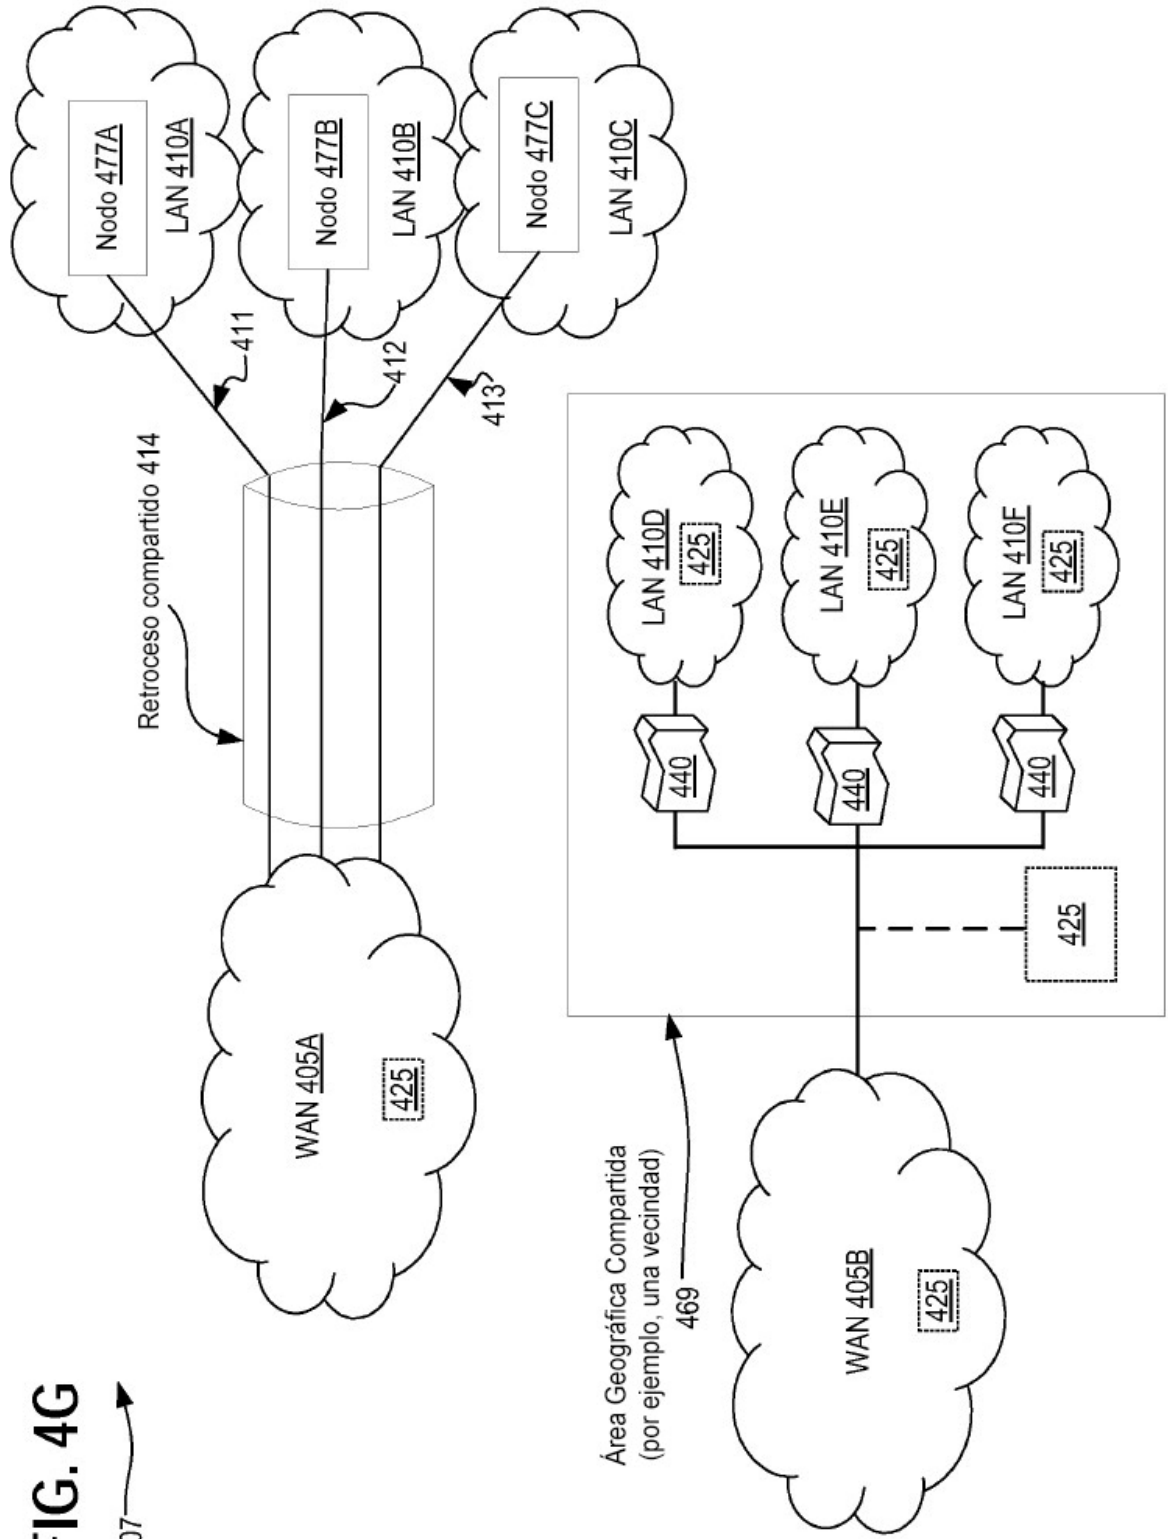 FIG. 4G
07
Retroceso compartido 414
WAN 405A
425
411
412
413
Nodo 477A
LAN 410A
Nodo 477B
LAN 410B
Nodo 477C
LAN 410C
Área Geográfica Compartida
(por ejemplo, una vecindad)
469
WAN 405B
425
440
LAN 410D
425
440
LAN 410E
425
440
LAN 410F
425
425